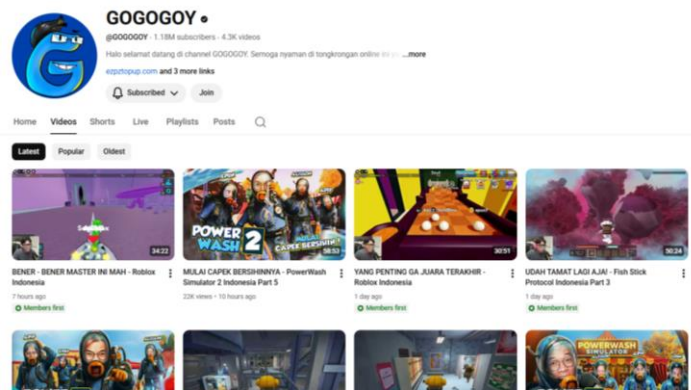 GOGOGOY
@GOGOGOY · 1.18M subscribers · 4.3K videos
Halo selamat datang di channel GOGOGOY. Semoga nyaman di tongkrongan online ini ...more
ezpztopup.com and 3 more links
Subscribed Join
Home Videos Shorts Live Playlists Posts
Latest Popular Oldest
POWER
WASH 2
CAPEK BERSIHIN
34:22 58:53 30:51 50:24
BENER - BENER MASTER INI MAH - Roblox
Indonesia
7 hours ago
Members first
MULAI CAPEK BERSIHINNYA - PowerWash
Simulator 2 Indonesia Part 5
22K views · 10 hours ago
YANG PENTING GA JUARA TERAKHIR -
Roblox Indonesia
1 day ago
Members first
UDAH TAMAT LAGI AJA! - Fish Stick
Protocol Indonesia Part 3
1 day ago
Members first
POWERWASH
SIMULATOR